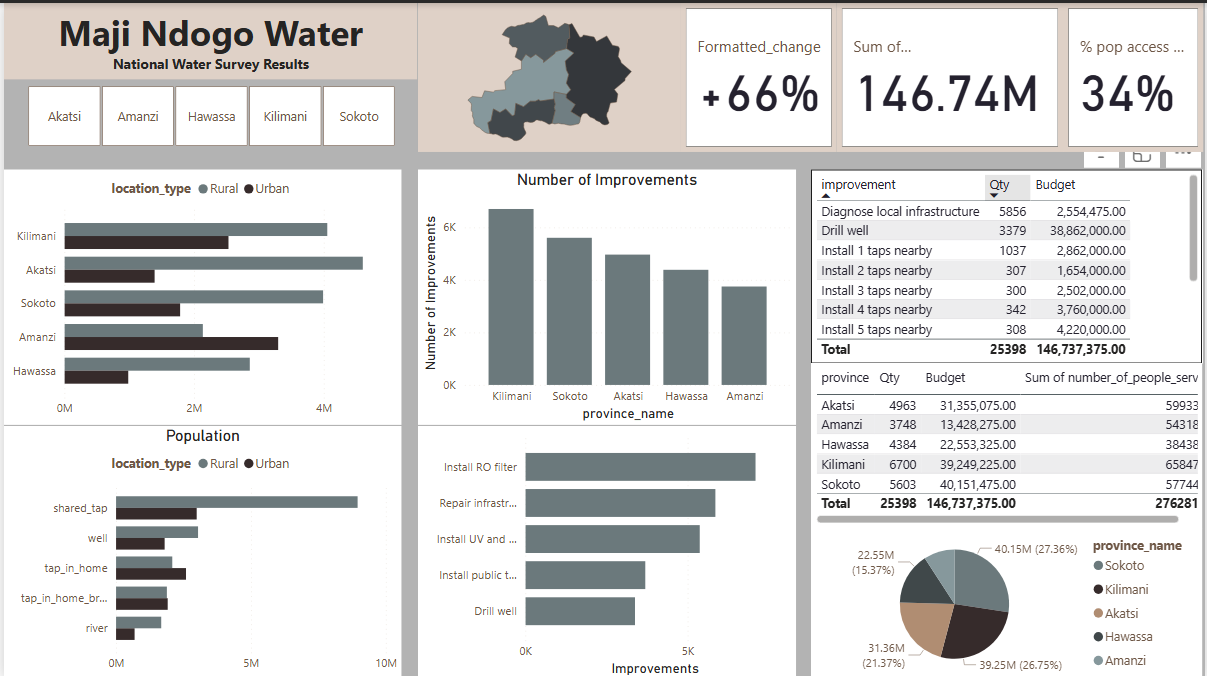 Maji Ndogo Water
National Water Survey Results
Akatsi Amanzi Hawassa Kilimani Sokoto
Formatted_change
+66%
Sum of...
146.74M
% pop access ...
34%
location_type Rural Urban
Kilimani
Akatsi
Sokoto
Amanzi
Hawassa
0M 2M 4M
Population
location_type Rural Urban
shared_tap
well
tap_in_home
tap_in_home_br...
river
0M 5M 10M
Number of Improvements
Number of Improvements
6K
4K
2K
0K
Kilimani Sokoto Akatsi Hawassa Amanzi
province_name
Install RO filter
Repair infrastr...
Install UV and ...
Install public t...
Drill well
0K 5K
Improvements
improvement Qty Budget
Diagnose local infrastructure 5856 2,554,475.00
Drill well 3379 38,862,000.00
Install 1 taps nearby 1037 2,862,000.00
Install 2 taps nearby 307 1,654,000.00
Install 3 taps nearby 300 2,502,000.00
Install 4 taps nearby 342 3,760,000.00
Install 5 taps nearby 308 4,220,000.00
Total 25398 146,737,375.00
province Qty Budget Sum of number_of_people_serv
Akatsi 4963 31,355,075.00 59933
Amanzi 3748 13,428,275.00 54318
Hawassa 4384 22,553,325.00 38438
Kilimani 6700 39,249,225.00 65847
Sokoto 5603 40,151,475.00 57744
Total 25398 146,737,375.00 276281
40.15M (27.36%)
39.25M (26.75%)
31.36M
(21.37%)
22.55M
(15.37%)
province_name
Sokoto
Kilimani
Akatsi
Hawassa
Amanzi